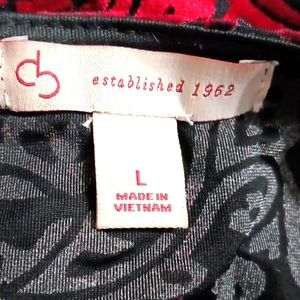 cb
established 1962
L
MADE IN
VIETNAM